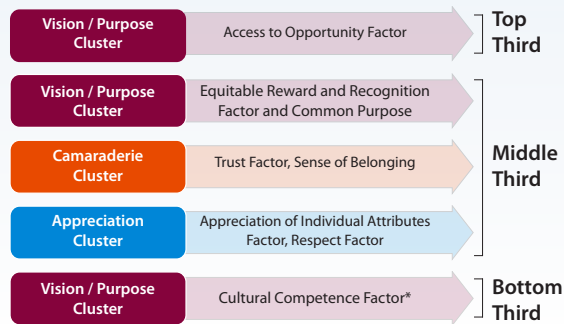 Vision / Purpose
Cluster
Access to Opportunity Factor
Top
Third
Vision / Purpose
Cluster
Equitable Reward and Recognition
Factor and Common Purpose
Camaraderie
Cluster
Trust Factor, Sense of Belonging
Middle
Third
Appreciation
Cluster
Appreciation of Individual Attributes
Factor, Respect Factor
Vision / Purpose
Cluster
Cultural Competence Factor*
Bottom
Third